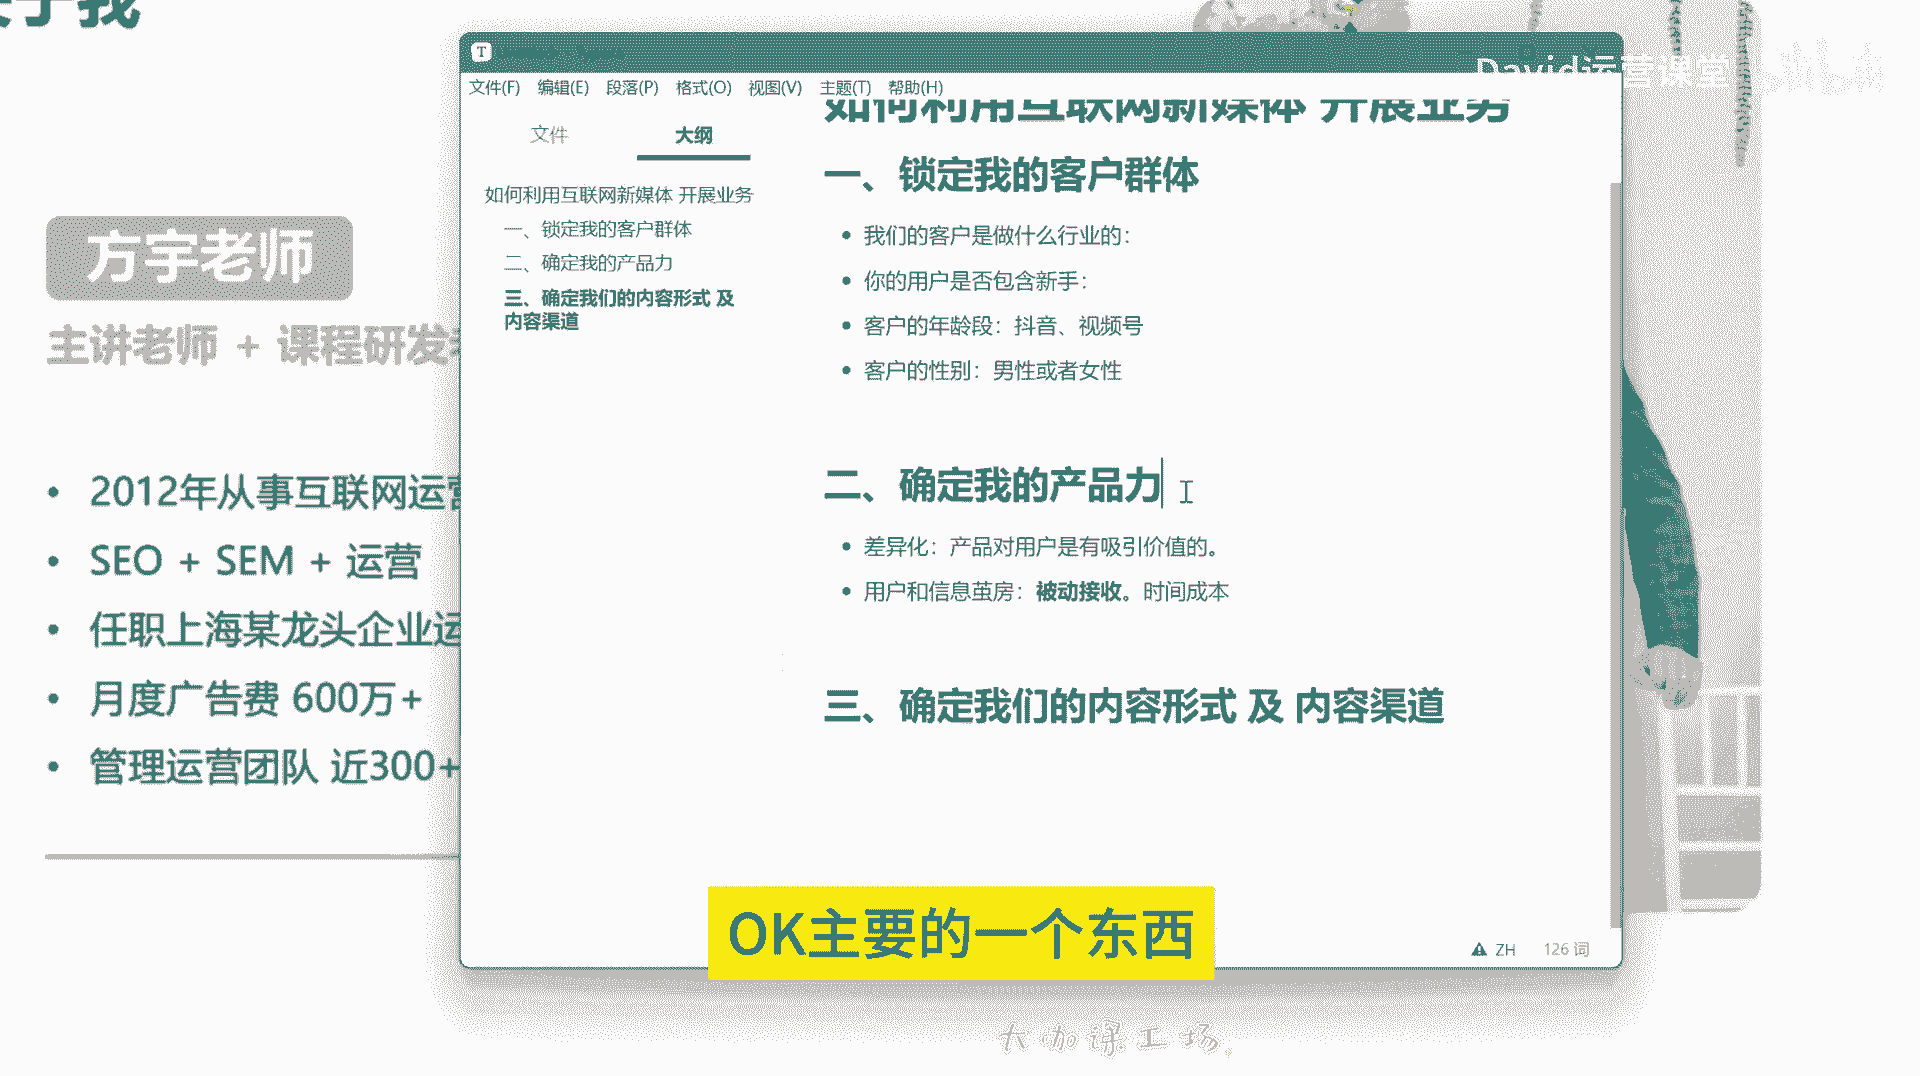 方宇老师
主讲老师 + 课程研发
• 2012年从事互联网运营
• SEO + SEM + 运营
• 任职上海某龙头企业运
• 月度广告费 600万+
• 管理运营团队 近300+
David运营课堂
文件(F) 编辑(E) 段落(P) 格式(O) 视图(V) 主题(T) 帮助(H)
文件 大纲
如何利用互联网新媒体 开展业务
一、锁定我的客户群体
二、确定我的产品力
三、确定我们的内容形式 及
内容渠道
如何利用互联网新媒体 开展业务
一、锁定我的客户群体
• 我们的客户是做什么行业的:
• 你的用户是否包含新手:
• 客户的年龄段: 抖音、视频号
• 客户的性别: 男性或者女性
二、确定我的产品力
• 差异化: 产品对用户是有吸引价值的。
• 用户和信息茧房: 被动接收。时间成本
三、确定我们的内容形式 及 内容渠道
ZH 126 词
OK主要的一个东西
大咖课工场.